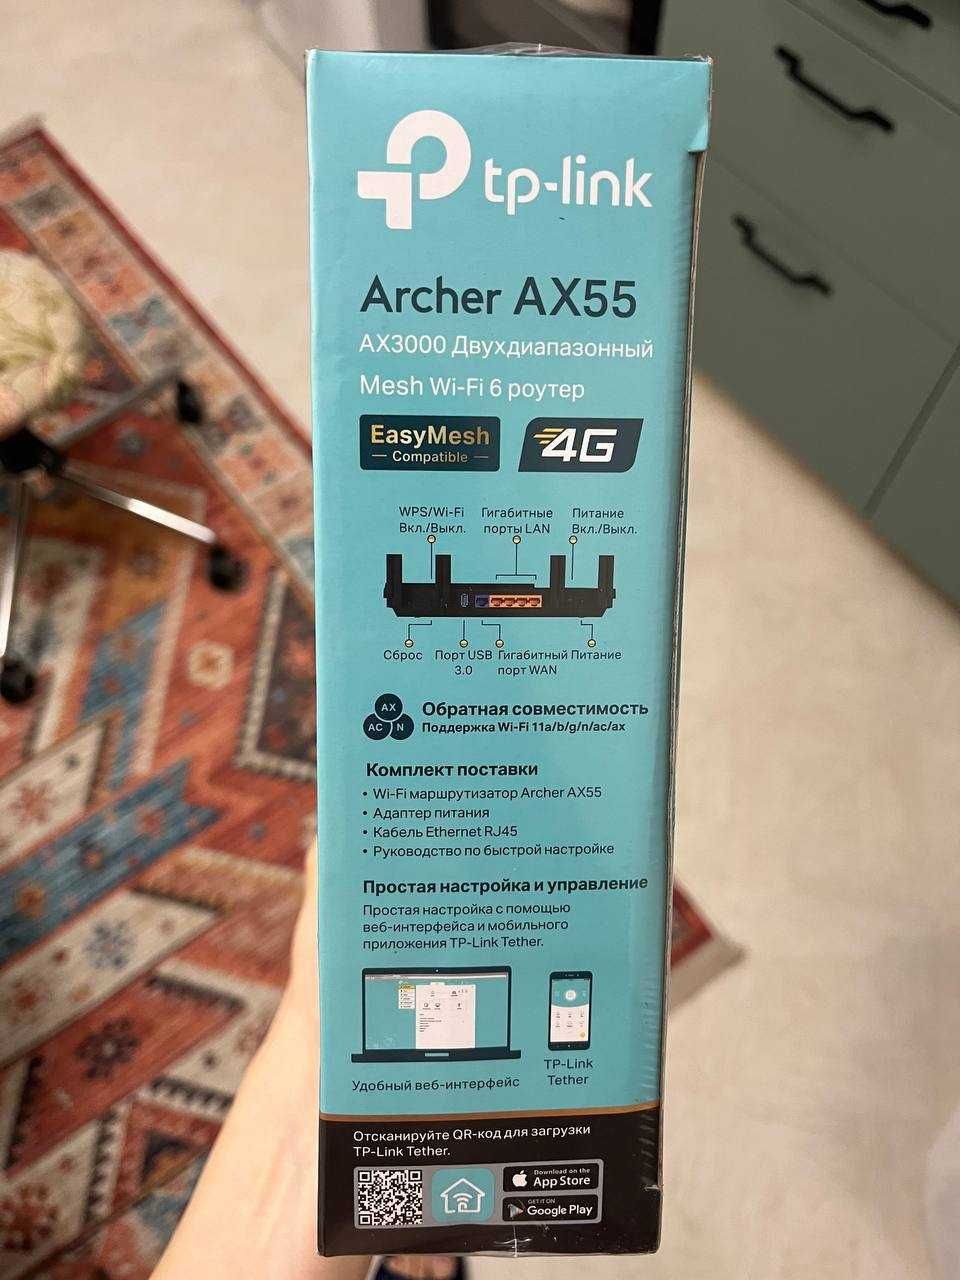 tp-link
Archer AX55
AX3000 Двухдиапазонный
Mesh Wi-Fi 6 роутер
EasyMesh
Compatible
4G
WPS/Wi-Fi
Вкл./Выкл.
Гигабитные
порты LAN
Питание
Вкл./Выкл.
Сброс
Порт USB
3.0
Гигабитный
порт WAN
Питание
AX
AC
N
Обратная совместимость
Поддержка Wi-Fi 11a/b/g/n/ac/ax
Комплект поставки
• Wi-Fi маршрутизатор Archer AX55
• Адаптер питания
• Кабель Ethernet RJ45
• Руководство по быстрой настройке
Простая настройка и управление
Простая настройка с помощью
веб-интерфейса и мобильного
приложения TP-Link Tether.
Удобный веб-интерфейс
TP-Link
Tether
Отсканируйте QR-код для загрузки
TP-Link Tether.
Download on the
App Store
GET IT ON
Google Play